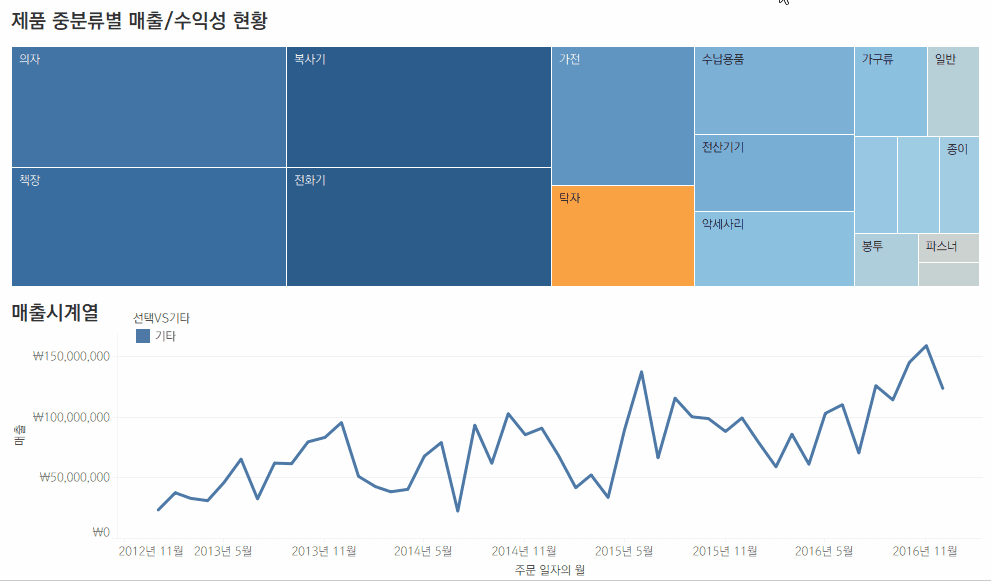 제품 중분류별 매출/수익성 현황
의자
복사기
가전
수납용품
가구류
일반
전산기기
종이
책장
전화기
탁자
악세사리
봉투
파스너
매출시계열
선택VS기타
기타
₩150,000,000
₩100,000,000
₩50,000,000
₩0
매출
2012년 11월 2013년 5월 2013년 11월 2014년 5월 2014년 11월 2015년 5월 2015년 11월 2016년 5월 2016년 11월
주문 일자의 월